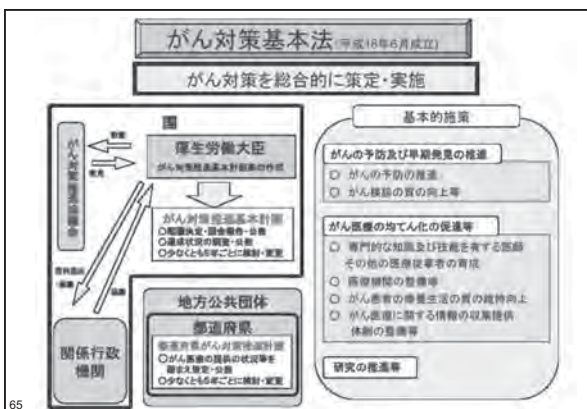 がん対策基本法(平成18年6月成立)
がん対策を総合的に策定・実施
国
がん対策推進協議会
意見
厚生労働大臣
がん対策推進基本計画案の作成
がん対策推進基本計画
○閣議決定・国会報告・公表
○達成状況の調査・公表
○少なくとも5年ごとに検討・変更
関係行政機関
地方公共団体
都道府県
都道府県がん対策推進計画
○がん医療の提供の状況等を
踏まえ策定・公表
○少なくとも5年ごとに検討・変更
基本的施策
がんの予防及び早期発見の推進
○ がんの予防の推進
○ がん検診の質の向上等
がん医療の均てん化の促進等
○ 専門的な知識及び技能を有する医師
その他の医療従事者の育成
○ 医療機関の整備等
○ がん患者の療養生活の質の維持向上
○ がん医療に関する情報の収集提供
体制の整備等
研究の推進等
65